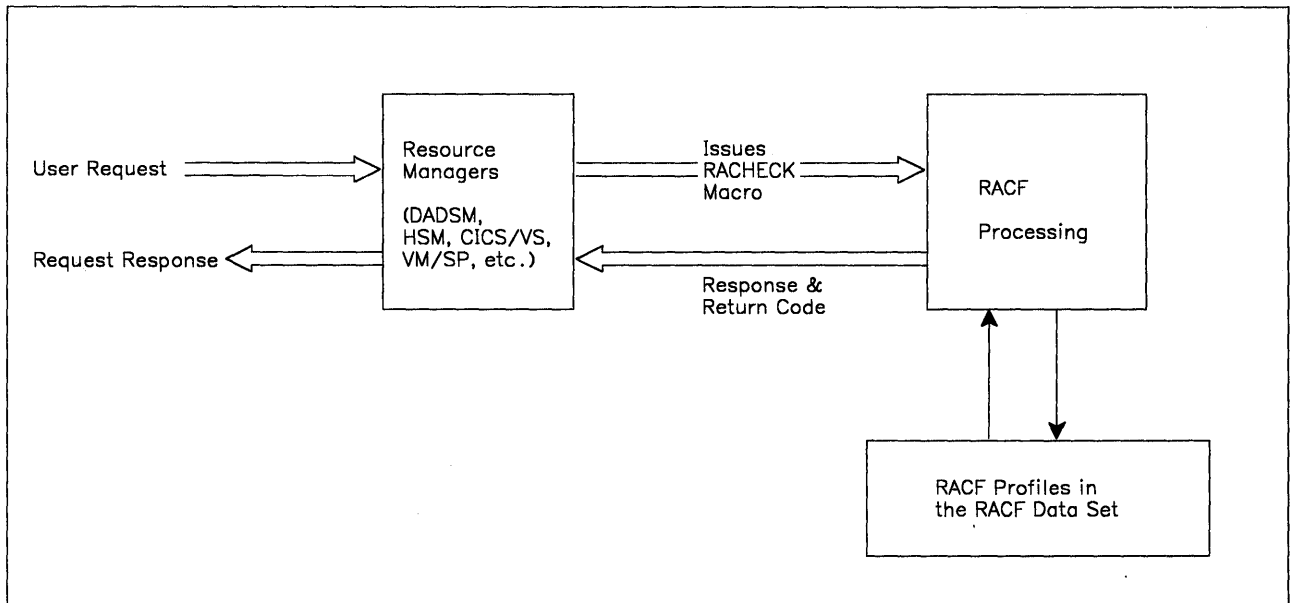 User Request
Request Response
Resource
Managers
(DADSM,
HSM, CICS/VS,
VM/SP, etc.)
Issues
RACHECK
Macro
Response &
Return Code
RACF
Processing
RACF Profiles in
the RACF Data Set